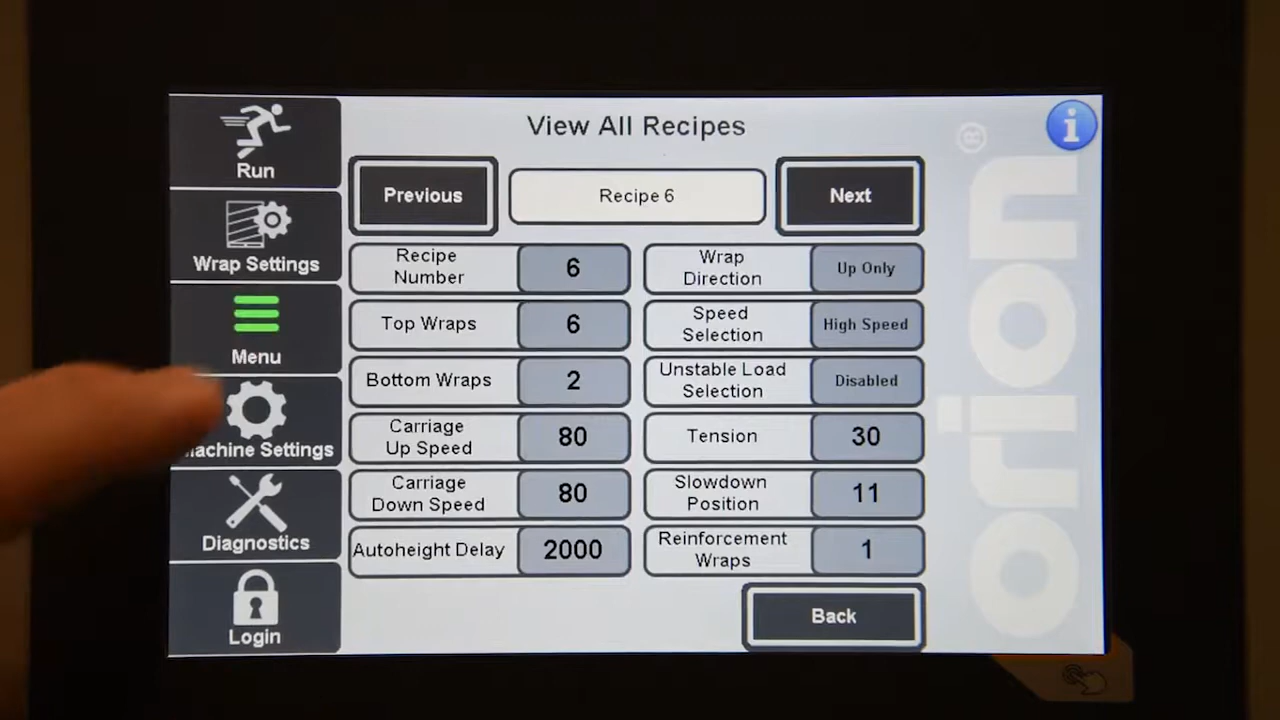 Run
Wrap Settings
Menu
Machine Settings
Diagnostics
Login
View All Recipes
i
Previous
Recipe 6
Next
Recipe
Number
6
Wrap
Direction
Up Only
Top Wraps
6
Speed
Selection
High Speed
Bottom Wraps
2
Unstable Load
Selection
Disabled
Carriage
Up Speed
80
Tension
30
Carriage
Down Speed
80
Slowdown
Position
11
Autoheight Delay
2000
Reinforcement
Wraps
1
Back
orion®